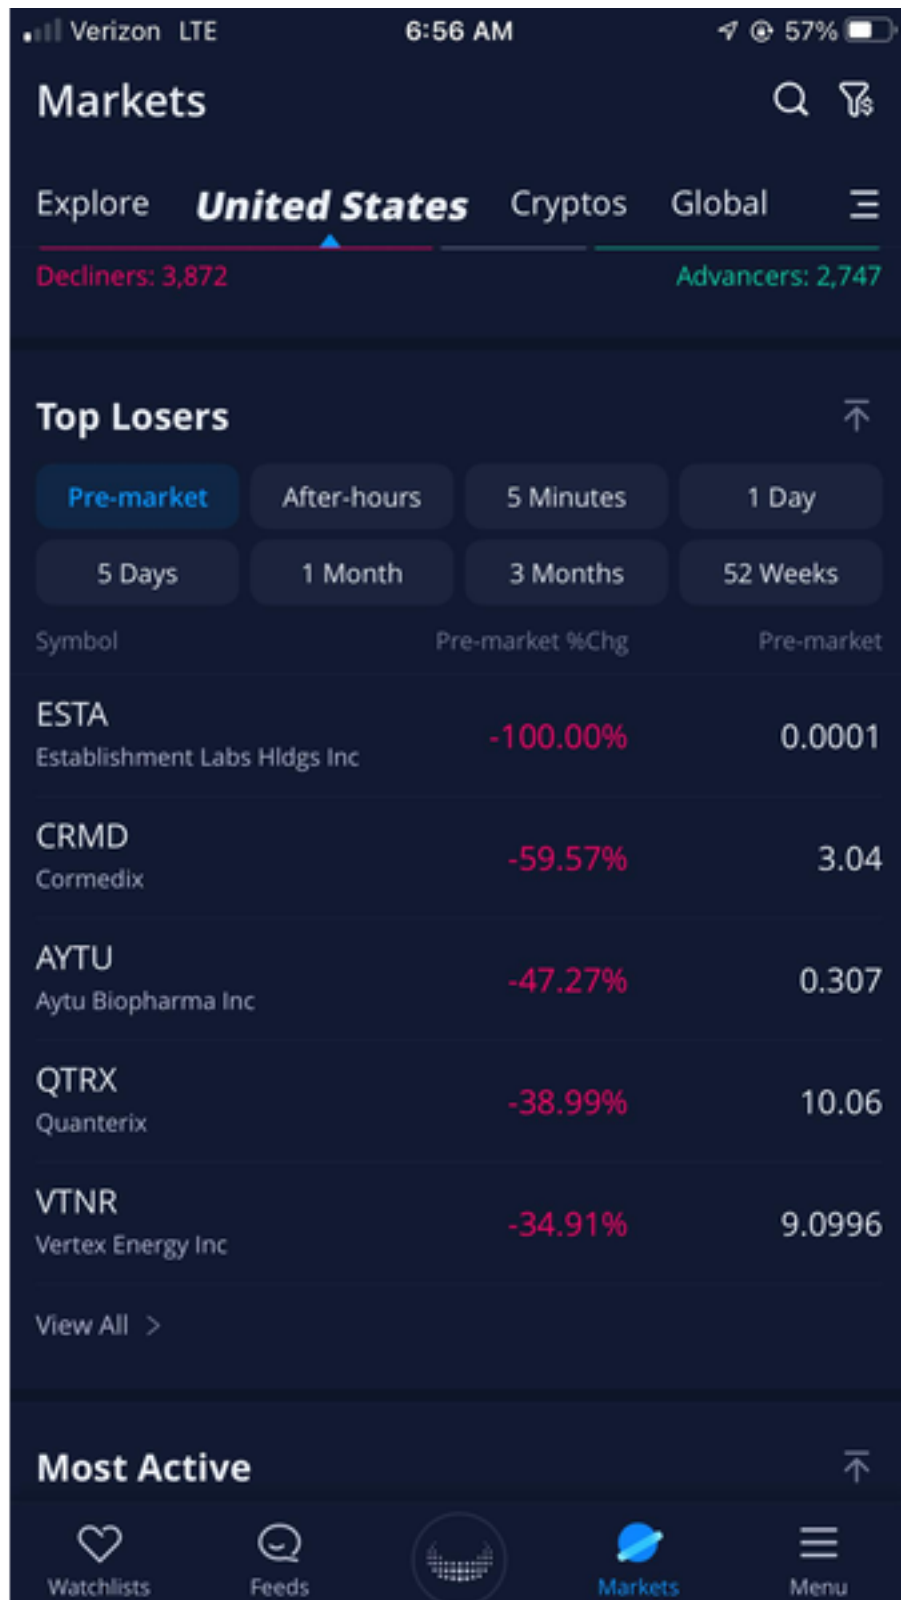 Verizon LTE 6:56 AM 57%
Markets
Explore United States Cryptos Global
Decliners: 3,872 Advancers: 2,747
Top Losers
Pre-market After-hours 5 Minutes 1 Day
5 Days 1 Month 3 Months 52 Weeks
Symbol Pre-market %Chg Pre-market
ESTA
Establishment Labs Hldgs Inc -100.00% 0.0001
CRMD
Cormedix -59.57% 3.04
AYTU
Aytu Biopharma Inc -47.27% 0.307
QTRX
Quanterix -38.99% 10.06
VTNR
Vertex Energy Inc -34.91% 9.0996
View All >
Most Active
Watchlists Feeds Markets Menu